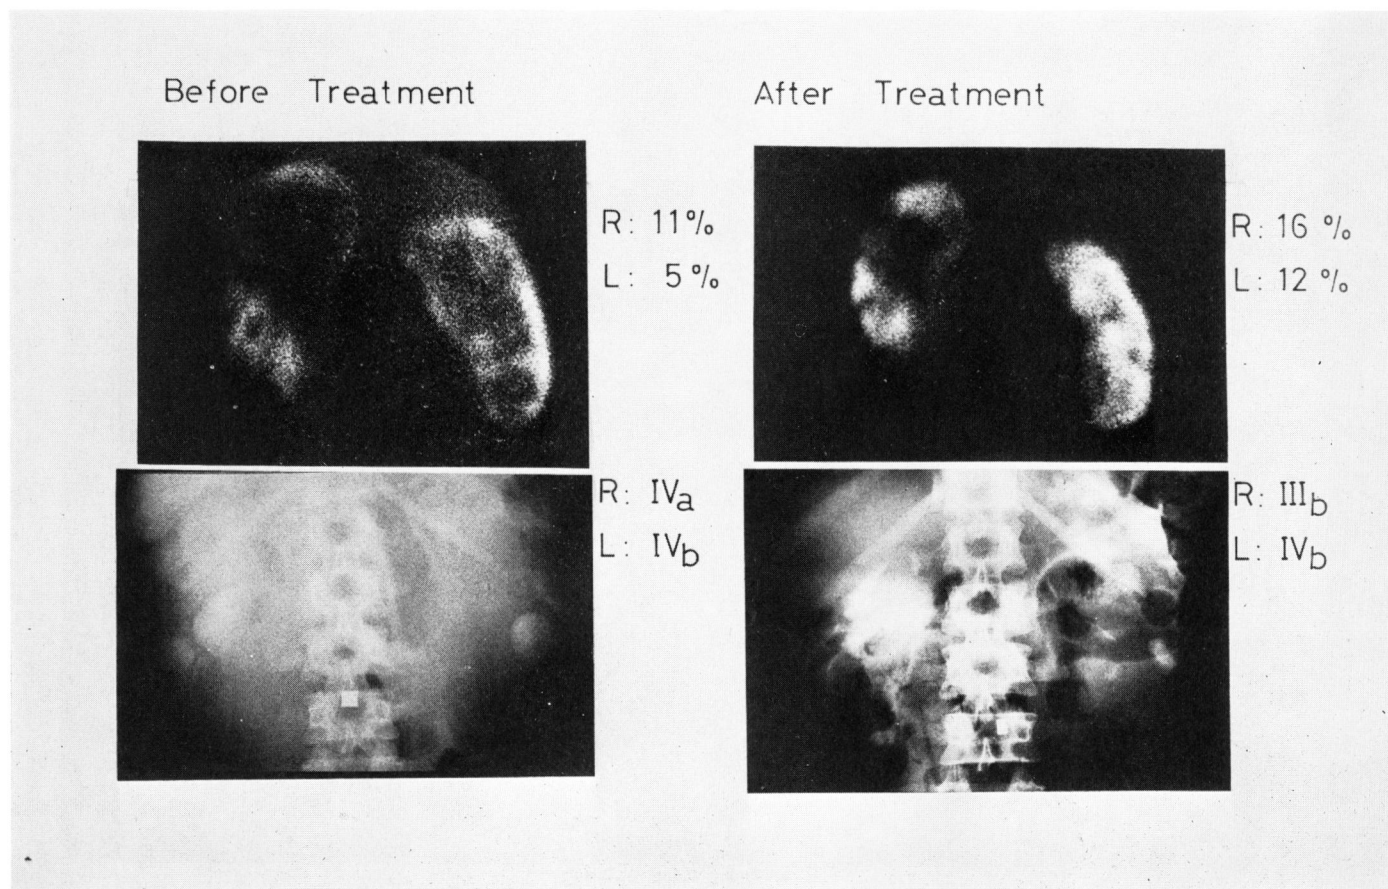 Before Treatment
R: 11%
L: 5%
R: IVa
L: IVb
After Treatment
R: 16 %
L: 12 %
R: IIIb
L: IVb